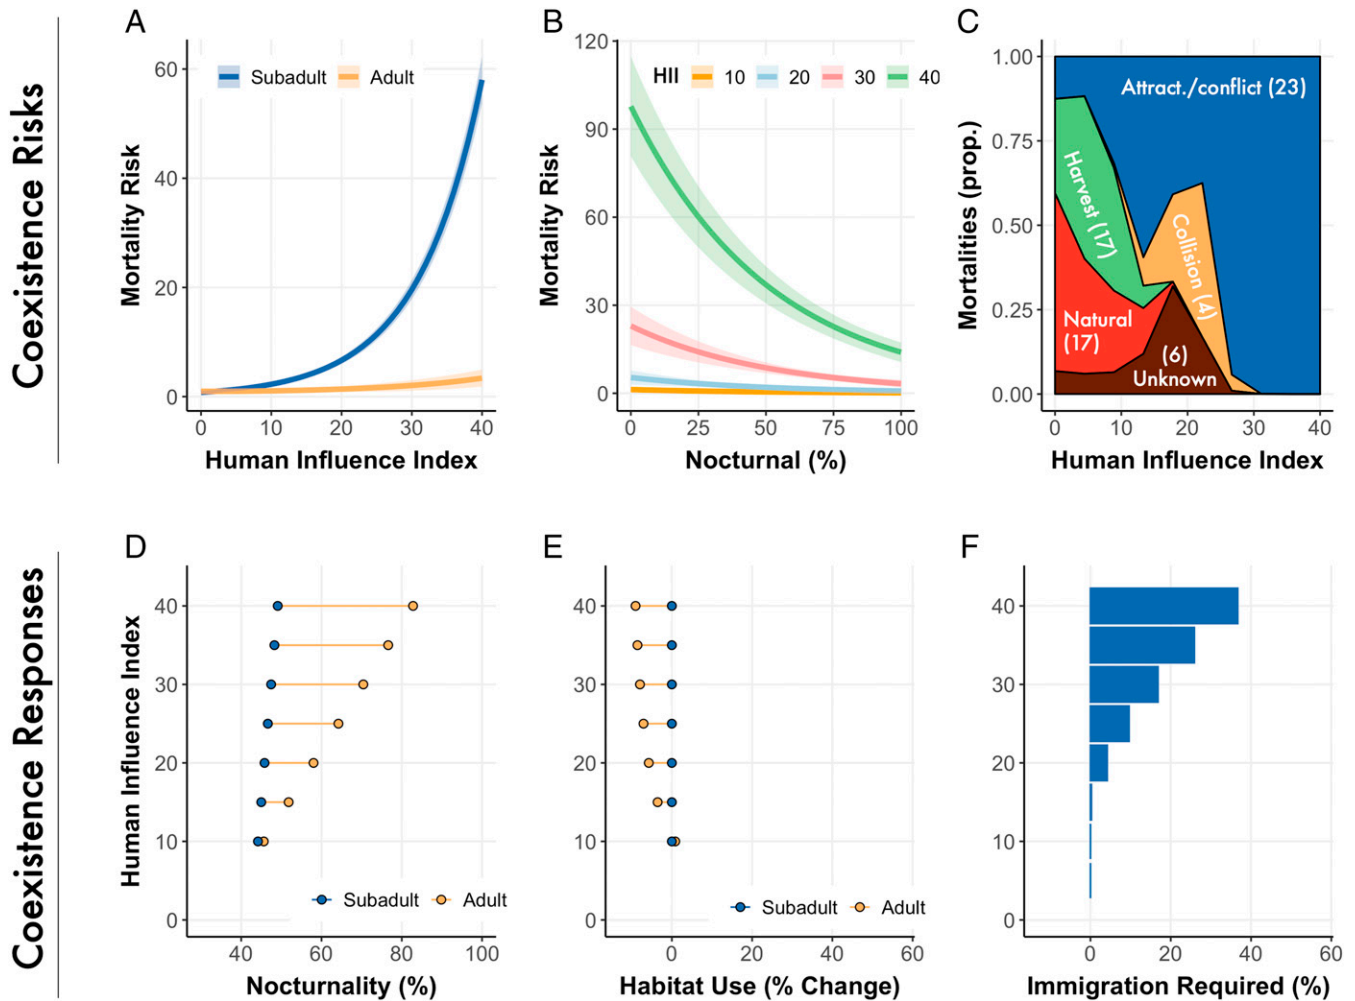 Coexistence Risks
A
Mortality Risk
60
40
20
0
Subadult
Adult
0 10 20 30 40
Human Influence Index
B
Mortality Risk
120
90
60
30
0
HII 10 20 30 40
0 25 50 75 100
Nocturnal (%)
C
Mortalities (prop.)
1.00
0.75
0.50
0.25
0.00
Attract./conflict (23)
Harvest (17)
Collision (4)
Natural
(17)
(6)
Unknown
0 10 20 30 40
Human Influence Index
Coexistence Responses
D
Human Influence Index
40
30
20
10
0
Subadult
Adult
40 60 80 100
Nocturnality (%)
E
40
30
20
10
0
Subadult
Adult
0 20 40 60
Habitat Use (% Change)
F
40
30
20
10
0
0 20 40 60
Immigration Required (%)